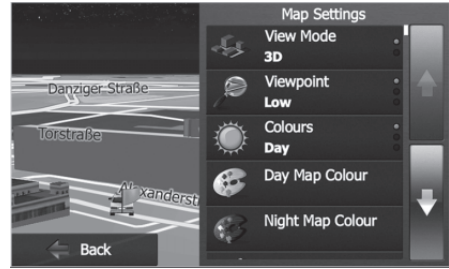 Map Settings
View Mode
3D
Danziger Straße
Viewpoint
Low
Torstraße
Colours
Day
Day Map Colour
Alexanderst
Night Map Colour
Back